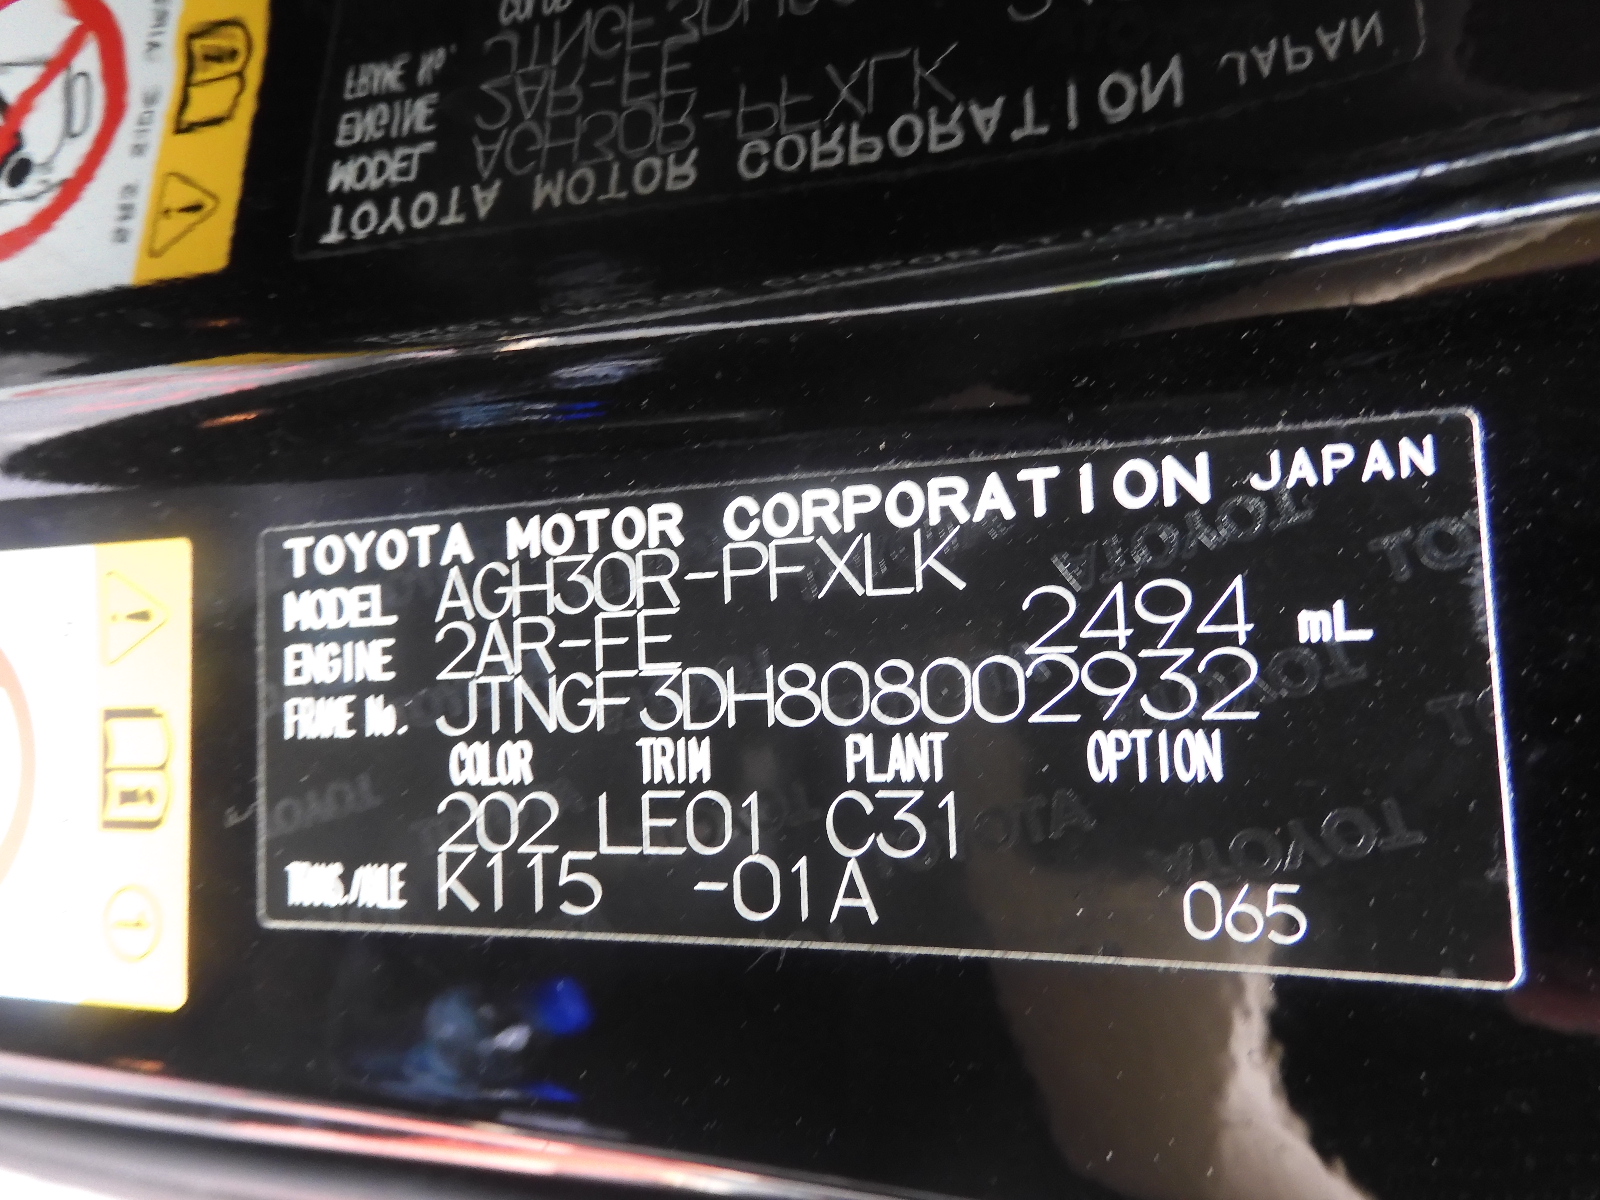 TOYOTA MOTOR CORPORATION JAPAN
MODEL AGH30R-PFXLK
ENGINE 2AR-FE 2494 mL
FRAME No. JTNGF3DH808002932
COLOR TRIM PLANT OPTION
202 LE01 C31
TRANS./AXLE K115 -01A 065